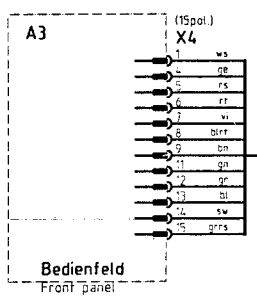 (15pol.)
A3 X4
1 ws
4 ge
5 rs
6 rt
7 vi
8 blrt
9 bn
11 gn
12 gr
13 bl
14 sw
15 grrs
Bedienfeld
Front panel